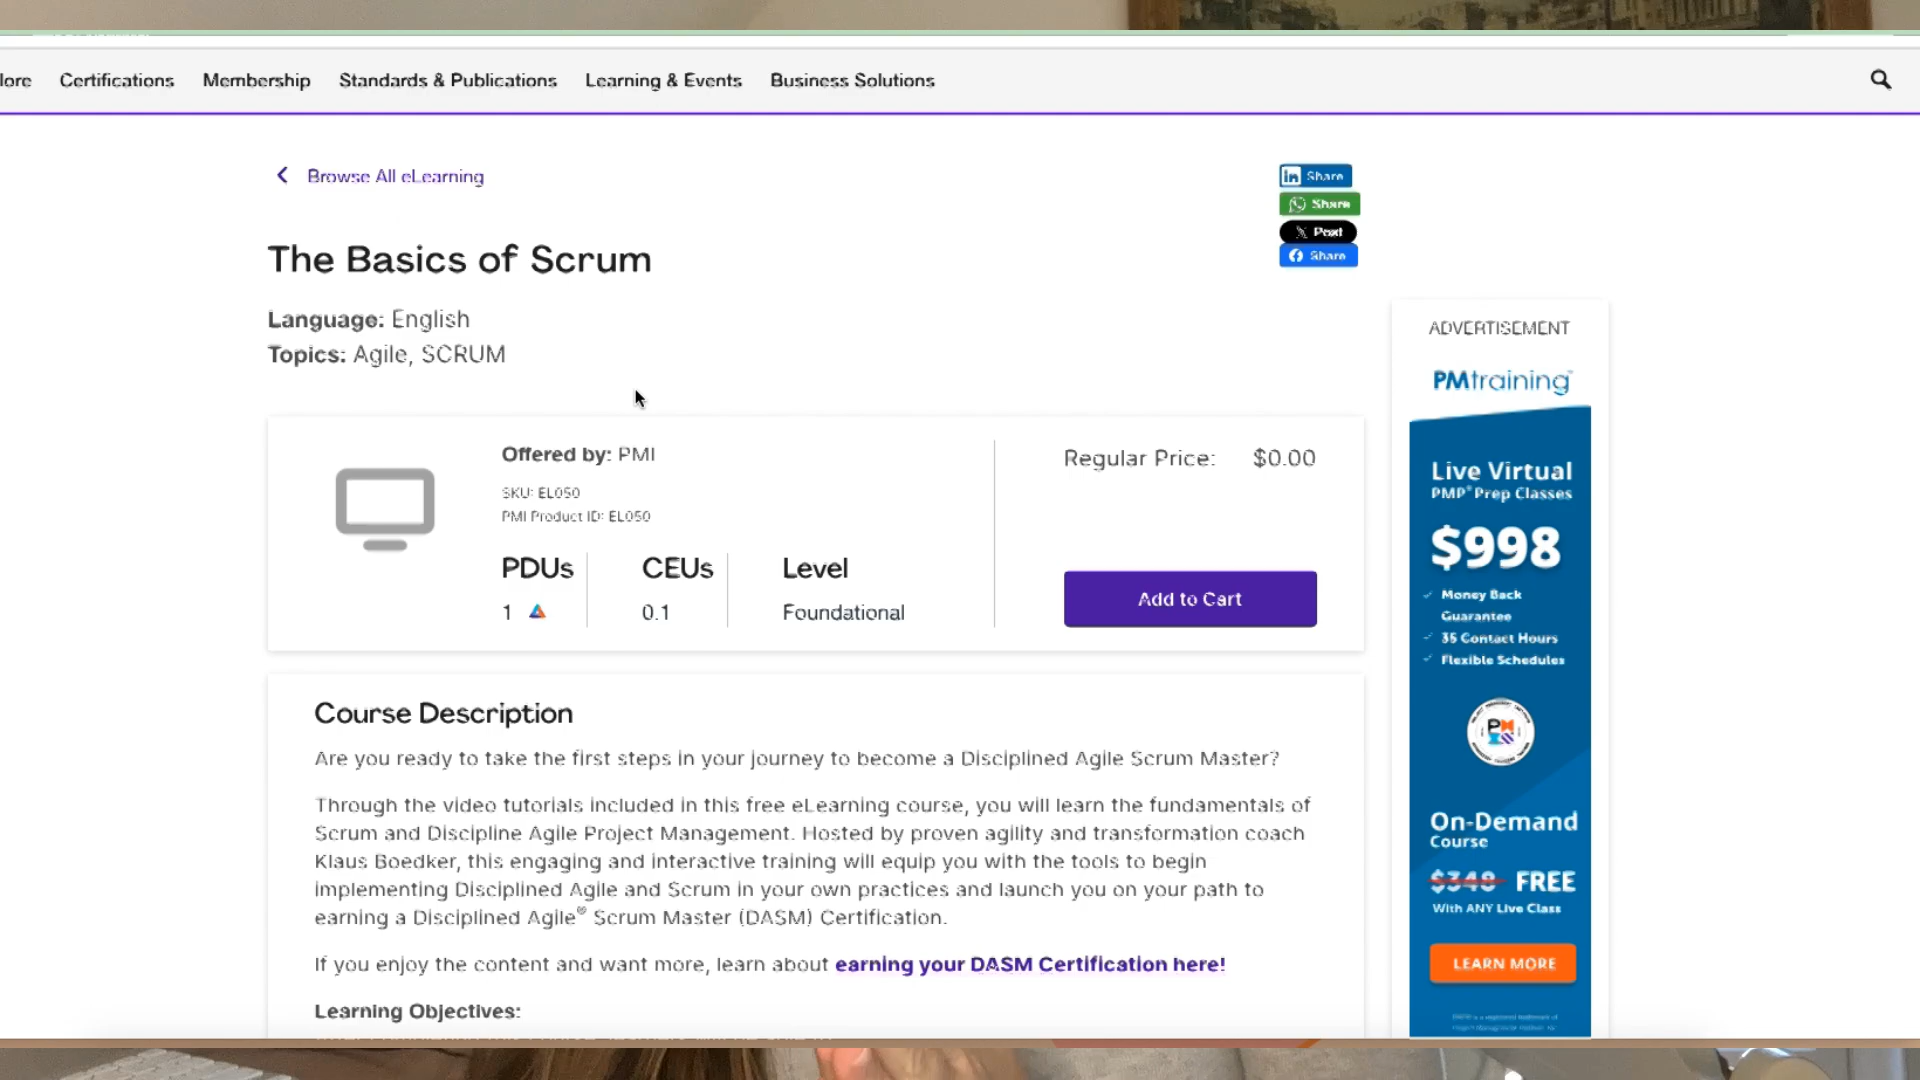 lore Certifications Membership Standards & Publications Learning & Events Business Solutions
Browse All eLearning
Share
Share
Post
Share
The Basics of Scrum
Language: English
Topics: Agile, SCRUM
Offered by: PMI
SKU: EL050
PMI Product ID: EL050
PDUs CEUs Level
1 0.1 Foundational
Regular Price: $0.00
Add to Cart
Course Description
Are you ready to take the first steps in your journey to become a Disciplined Agile Scrum Master?
Through the video tutorials included in this free eLearning course, you will learn the fundamentals of
Scrum and Discipline Agile Project Management. Hosted by proven agility and transformation coach
Klaus Boedker, this engaging and interactive training will equip you with the tools to begin
implementing Disciplined Agile and Scrum in your own practices and launch you on your path to
earning a Disciplined Agile® Scrum Master (DASM) Certification.
If you enjoy the content and want more, learn about earning your DASM Certification here!
Learning Objectives:
ADVERTISEMENT
PMtraining™
Live Virtual
PMP® Prep Classes
$998
Money Back
Guarantee
35 Contact Hours
Flexible Schedules
On-Demand
Course
$348 FREE
With ANY Live Class
LEARN MORE